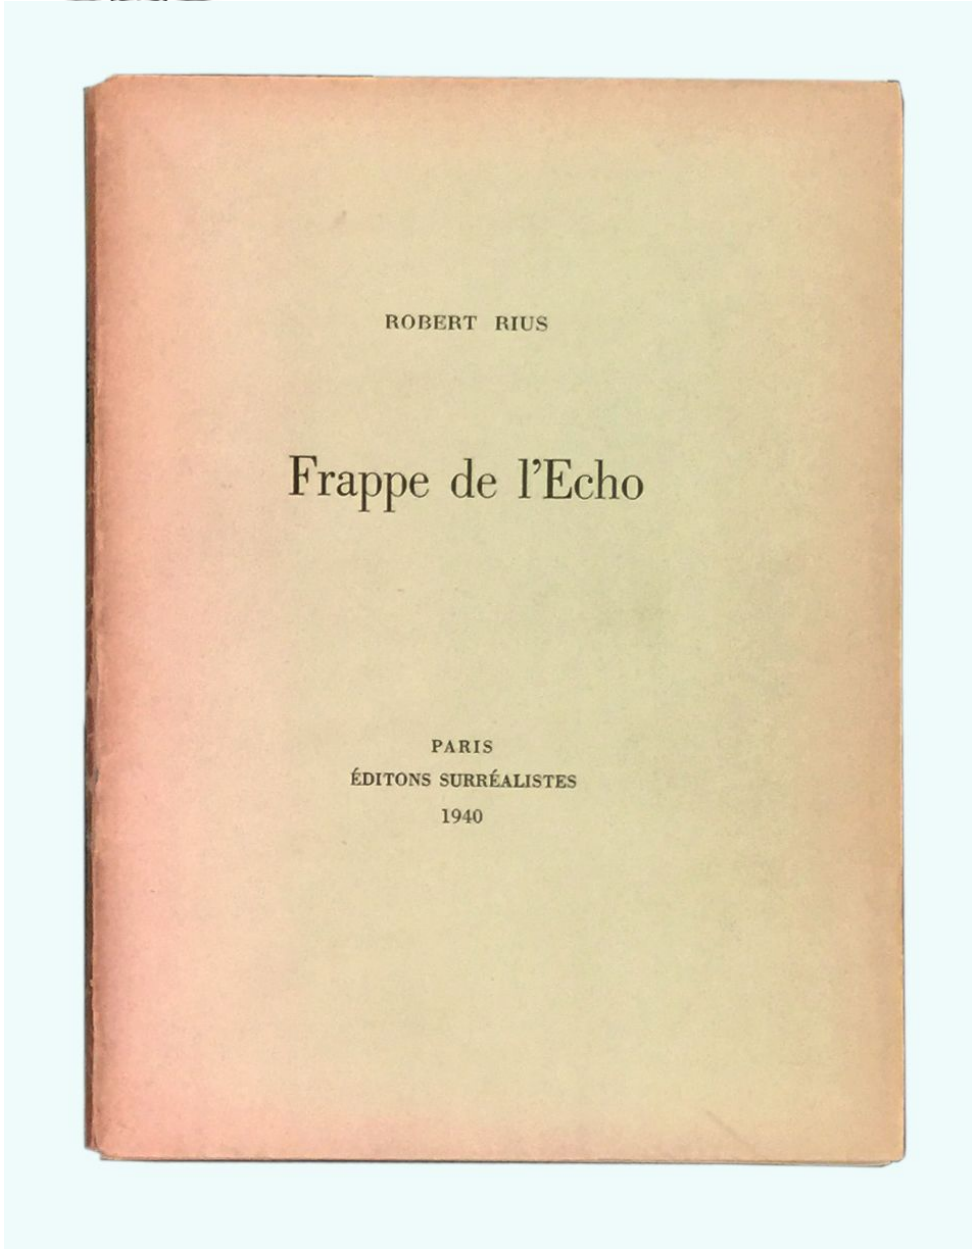 ROBERT RIUS
Frappe de l'Echo
PARIS
ÉDITONS SURRÉALISTES
1940